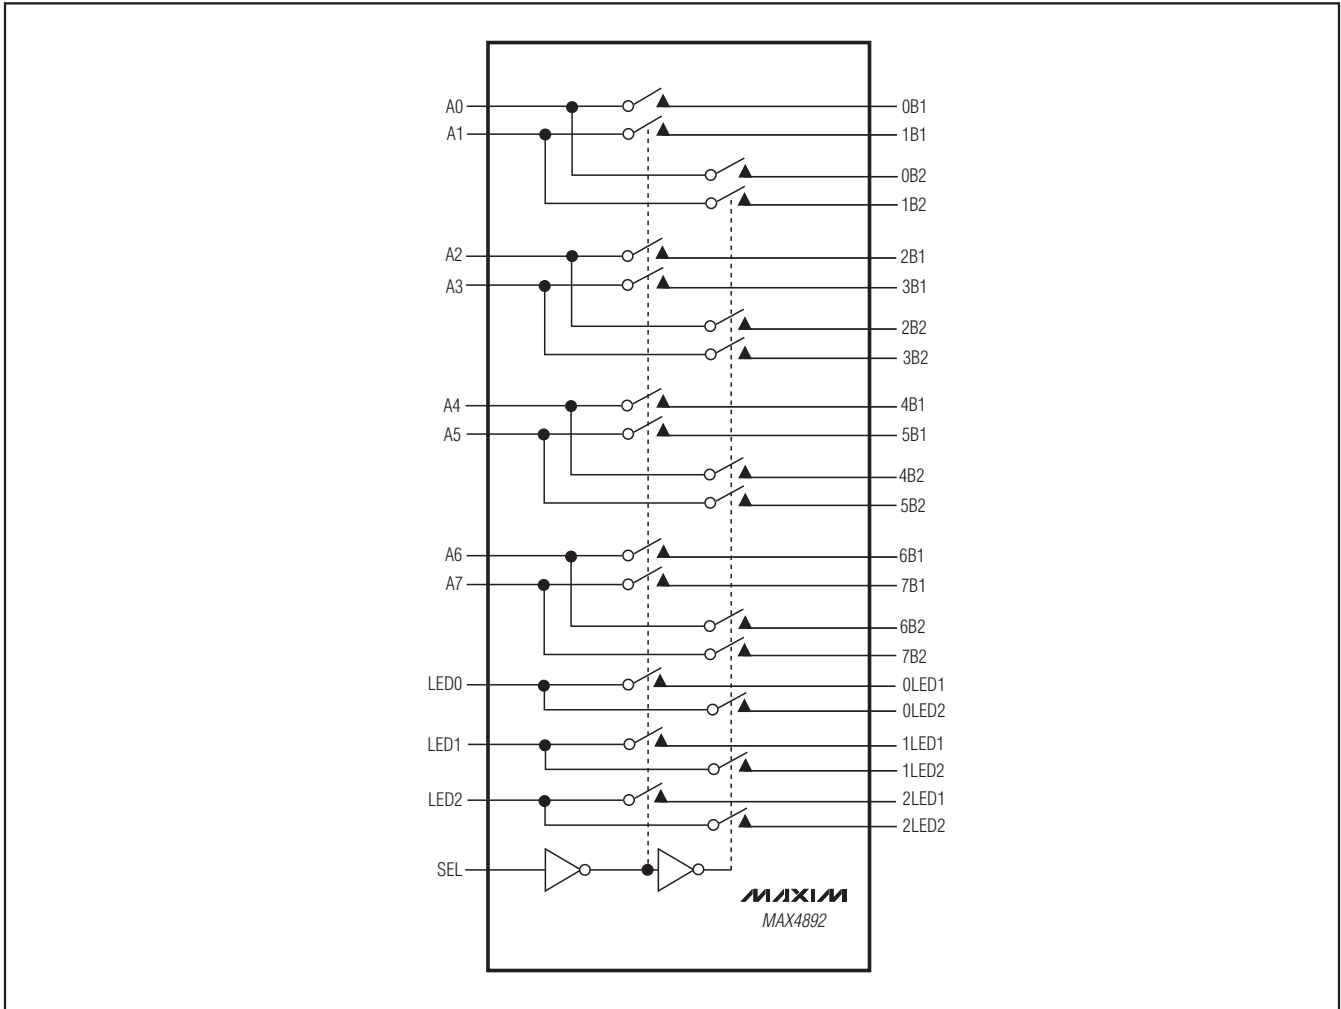 A0 0B1
A1 1B1
0B2
1B2
A2 2B1
A3 3B1
2B2
3B2
A4 4B1
A5 5B1
4B2
5B2
A6 6B1
A7 7B1
6B2
7B2
LED0 0LED1
0LED2
LED1 1LED1
1LED2
LED2 2LED1
2LED2
SEL
MAXIM
MAX4892